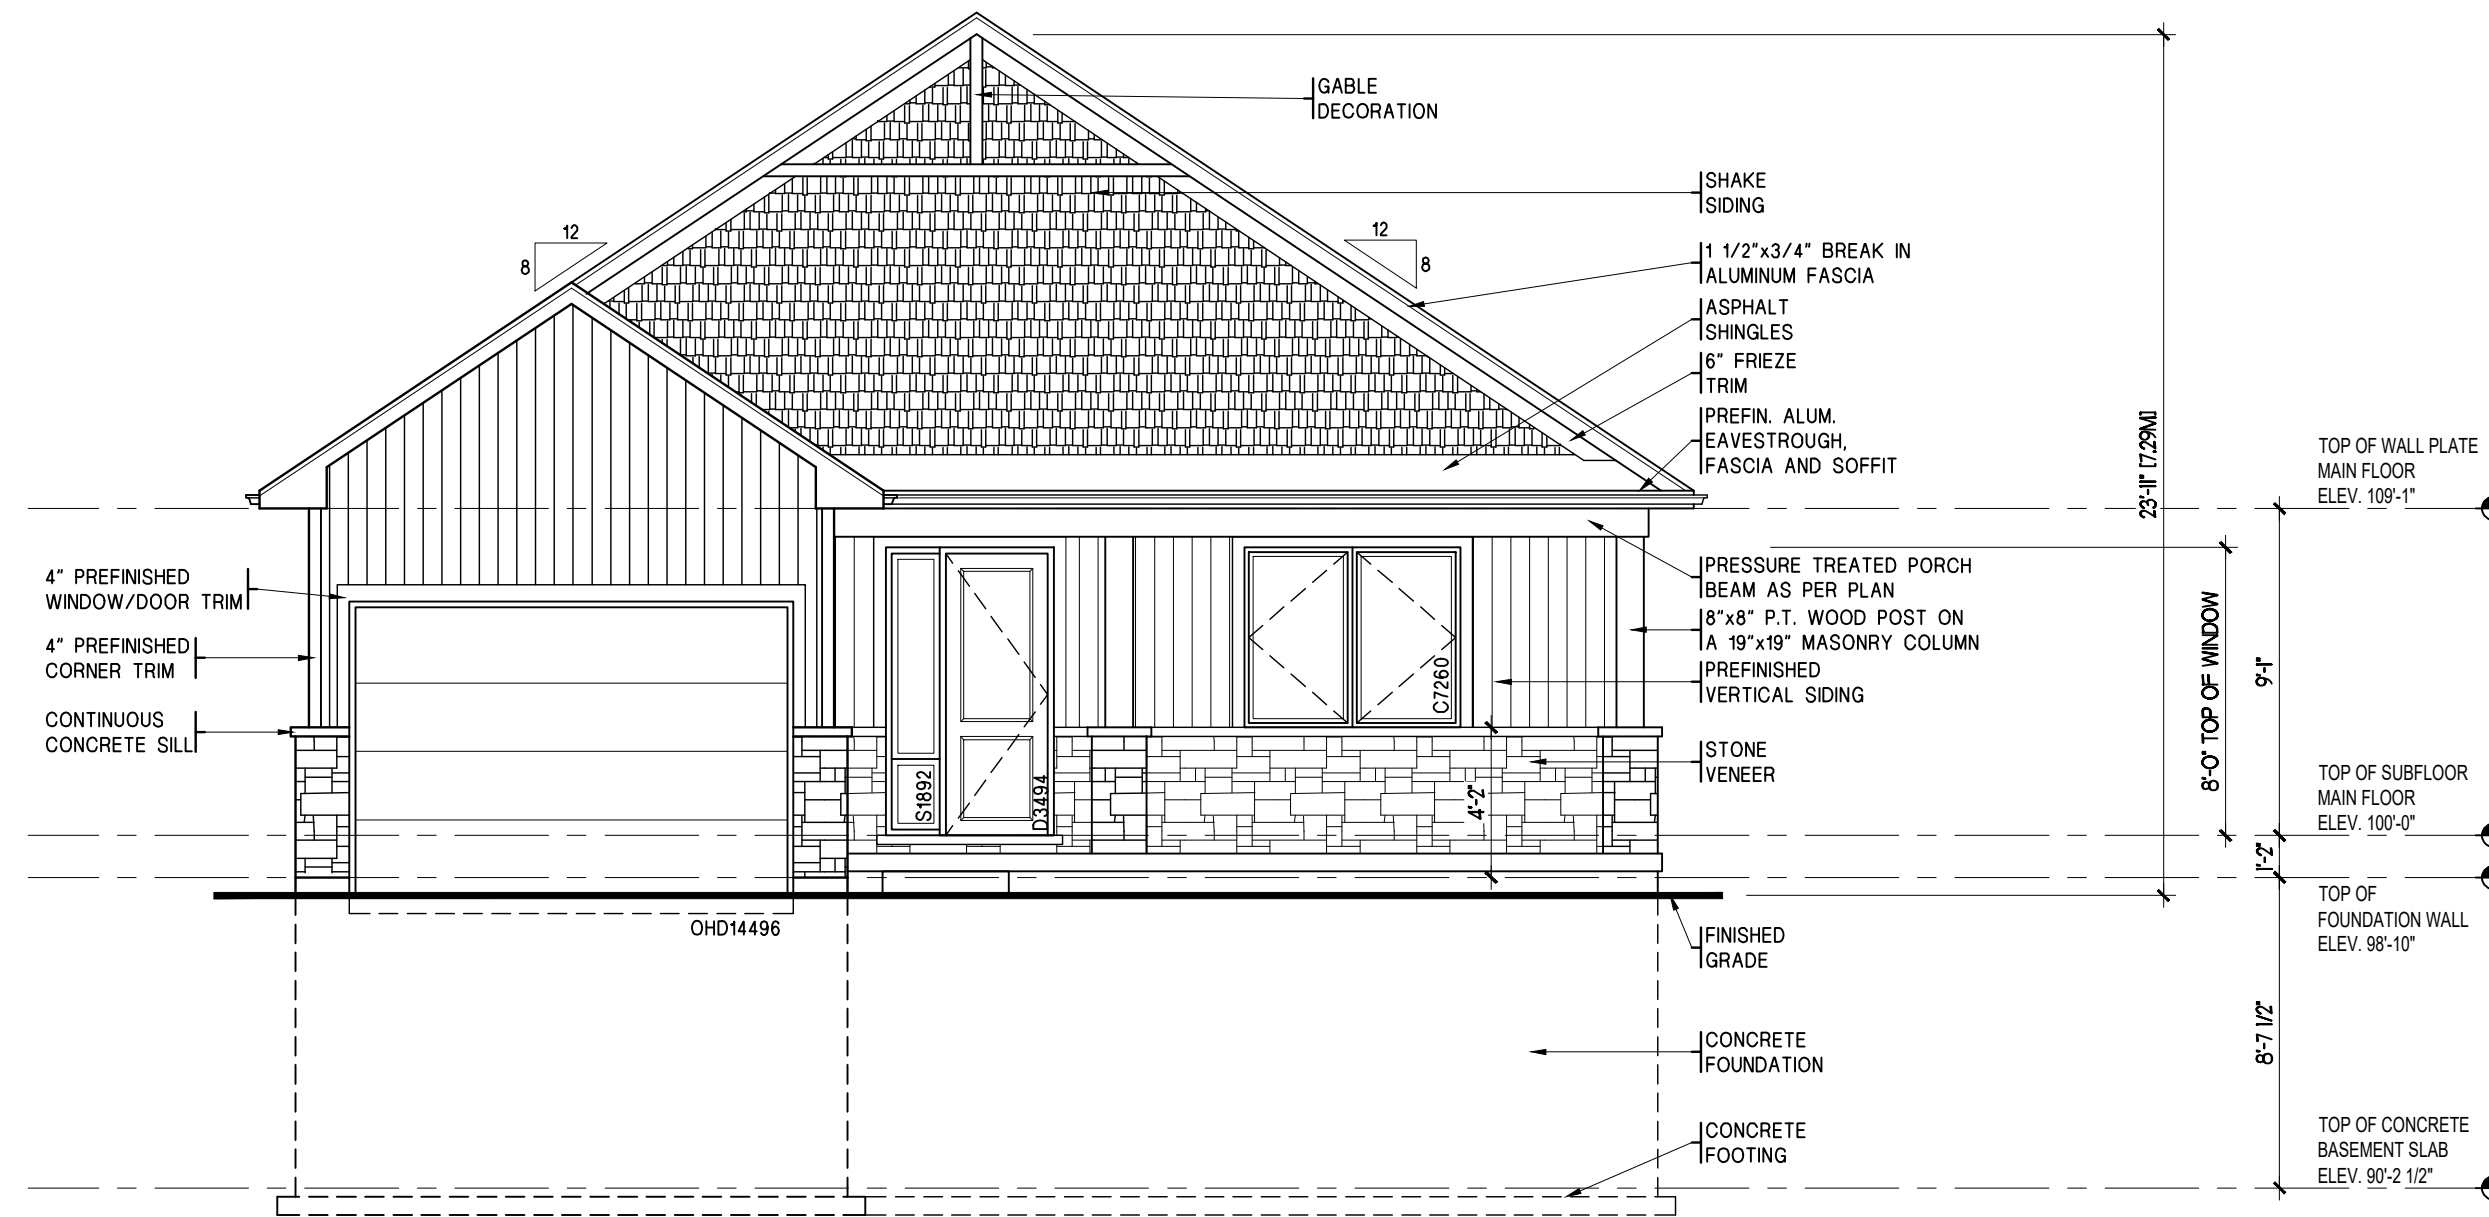 GABLE
DECORATION
SHAKE
SIDING
12
8
12
8
1 1/2"x3/4" BREAK IN
ALUMINUM FASCIA
ASPHALT
SHINGLES
6" FRIEZE
TRIM
PREFIN. ALUM.
EAVESTROUGH,
FASCIA AND SOFFIT
23'-11" [7.29M]
TOP OF WALL PLATE
MAIN FLOOR
ELEV. 109'-1"
4" PREFINISHED
WINDOW/DOOR TRIM
4" PREFINISHED
CORNER TRIM
CONTINUOUS
CONCRETE SILL
PRESSURE TREATED PORCH
BEAM AS PER PLAN
8"x8" P.T. WOOD POST ON
A 19"x19" MASONRY COLUMN
PREFINISHED
VERTICAL SIDING
STONE
VENEER
C7260
S1892
D3494
4'-2"
8'-0" TOP OF WINDOW
9'-1"
1'-2"
TOP OF SUBFLOOR
MAIN FLOOR
ELEV. 100'-0"
TOP OF
FOUNDATION WALL
ELEV. 98'-10"
OHD14496
FINISHED
GRADE
8'-7 1/2"
CONCRETE
FOUNDATION
CONCRETE
FOOTING
TOP OF CONCRETE
BASEMENT SLAB
ELEV. 90'-2 1/2"